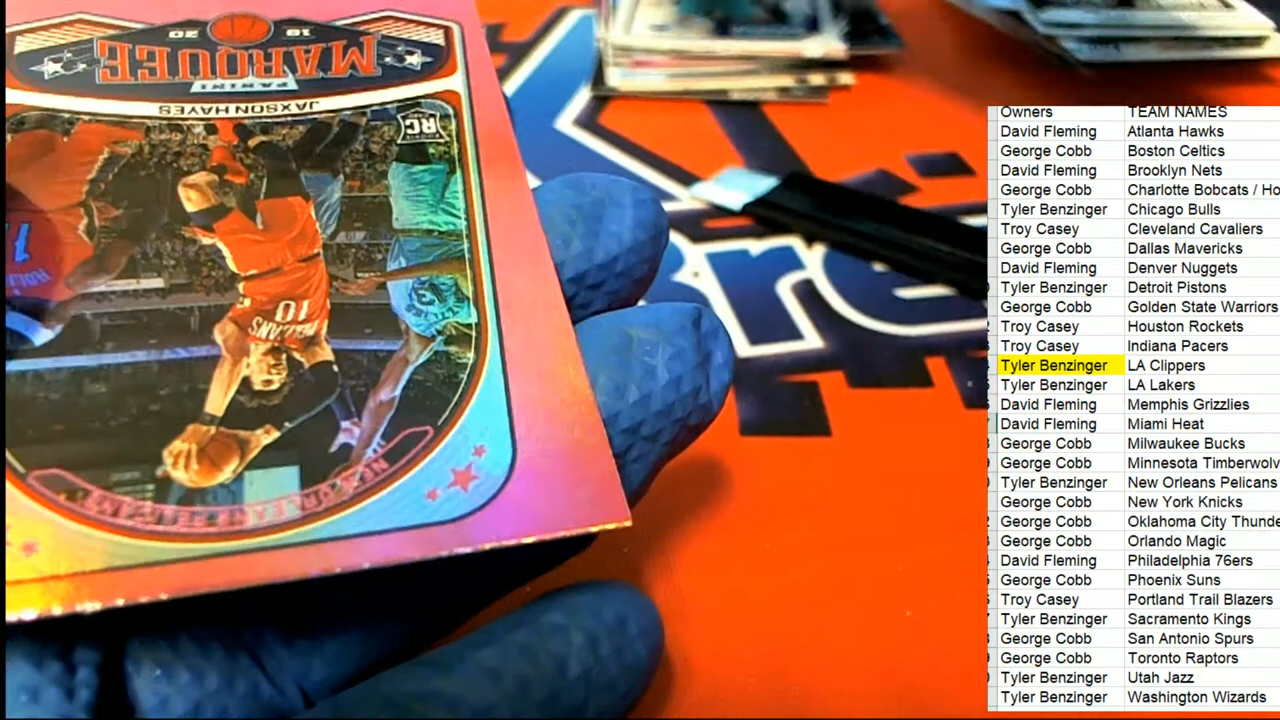 19 20
PANINI
MARQUEE
JAXSON HAYES
RC
PELICANS
10
Owners TEAM NAMES
David Fleming Atlanta Hawks
George Cobb Boston Celtics
David Fleming Brooklyn Nets
George Cobb Charlotte Bobcats / Ho
Tyler Benzinger Chicago Bulls
Troy Casey Cleveland Cavaliers
George Cobb Dallas Mavericks
David Fleming Denver Nuggets
Tyler Benzinger Detroit Pistons
George Cobb Golden State Warriors
Troy Casey Houston Rockets
Troy Casey Indiana Pacers
Tyler Benzinger LA Clippers
Tyler Benzinger LA Lakers
David Fleming Memphis Grizzlies
David Fleming Miami Heat
George Cobb Milwaukee Bucks
George Cobb Minnesota Timberwolv
Tyler Benzinger New Orleans Pelicans
George Cobb New York Knicks
George Cobb Oklahoma City Thunde
George Cobb Orlando Magic
David Fleming Philadelphia 76ers
George Cobb Phoenix Suns
Troy Casey Portland Trail Blazers
Tyler Benzinger Sacramento Kings
George Cobb San Antonio Spurs
George Cobb Toronto Raptors
Tyler Benzinger Utah Jazz
Tyler Benzinger Washington Wizards